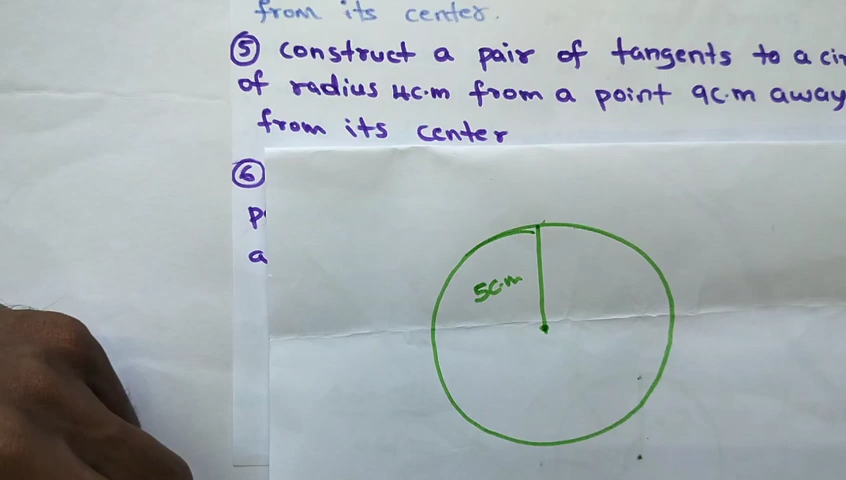 from its center.
⑤ construct a pair of tangents to a cir
of radius 4c.m from a point 9c.m away
from its center
⑥
P
a
5c.m